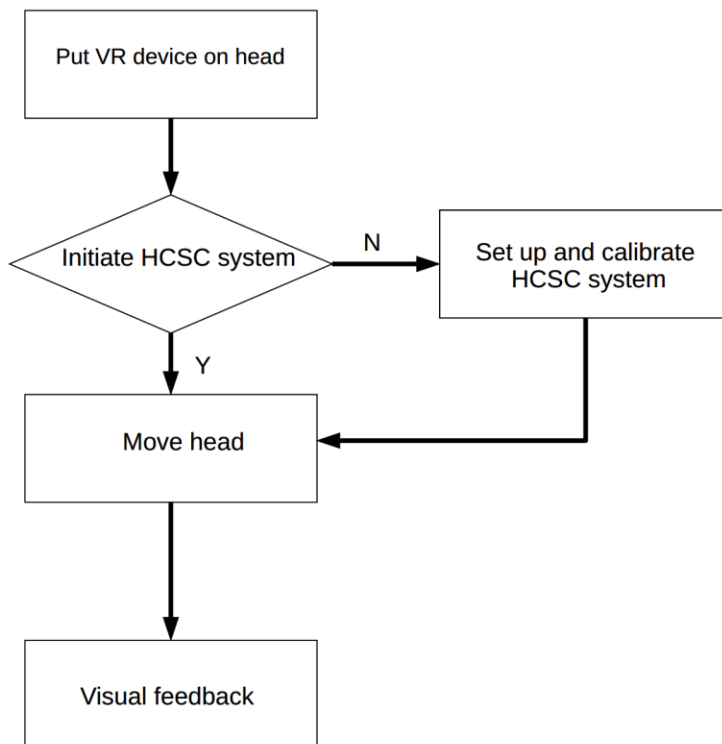 Put VR device on head
Initiate HCSC system
N
Set up and calibrate
HCSC system
Y
Move head
Visual feedback